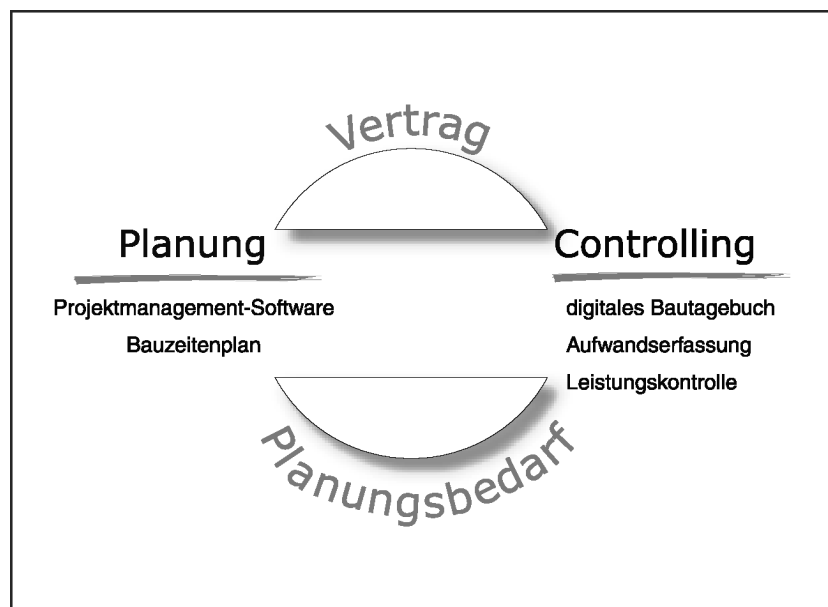 Vertrag
Planung
Projektmanagement-Software
Bauzeitenplan
Controlling
digitales Bautagebuch
Aufwandserfassung
Leistungskontrolle
Planungsbedarf